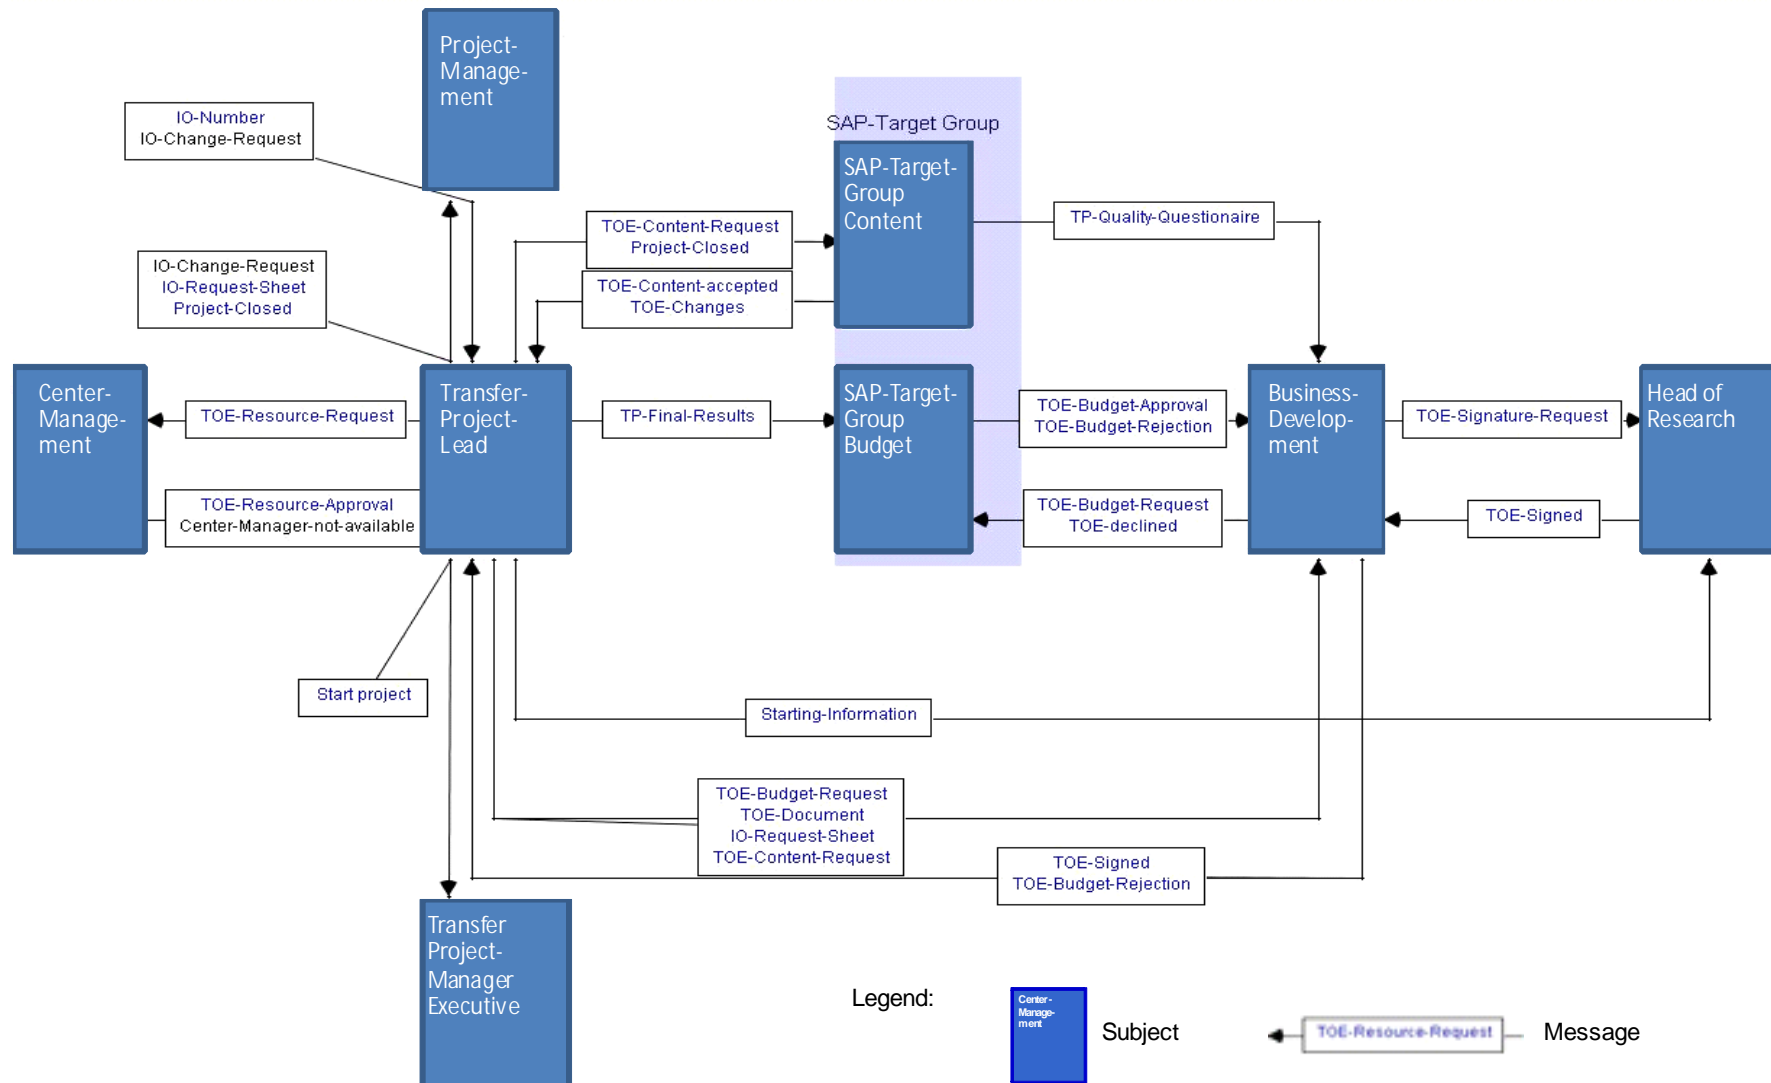 Project-
Manage-
ment
IO-Number
IO-Change-Request
SAP-Target Group
SAP-Target-
Group
Content
TP-Quality-Questionaire
TOE-Content-Request
Project-Closed
IO-Change-Request
IO-Request-Sheet
Project-Closed
TOE-Content-accepted
TOE-Changes
Center-
Manage-
ment
TOE-Resource-Request
Transfer-
Project-
Lead
TP-Final-Results
SAP-Target-
Group
Budget
TOE-Budget-Approval
TOE-Budget-Rejection
Business-
Develop-
ment
TOE-Signature-Request
Head of
Research
TOE-Resource-Approval
Center-Manager-not-available
TOE-Budget-Request
TOE-declined
TOE-Signed
Start project
Starting-Information
TOE-Budget-Request
TOE-Document
IO-Request-Sheet
TOE-Content-Request
TOE-Signed
TOE-Budget-Rejection
Transfer
Project-
Manager
Executive
Legend:
Center-
Manage-
ment
Subject
TOE-Resource-Request
Message